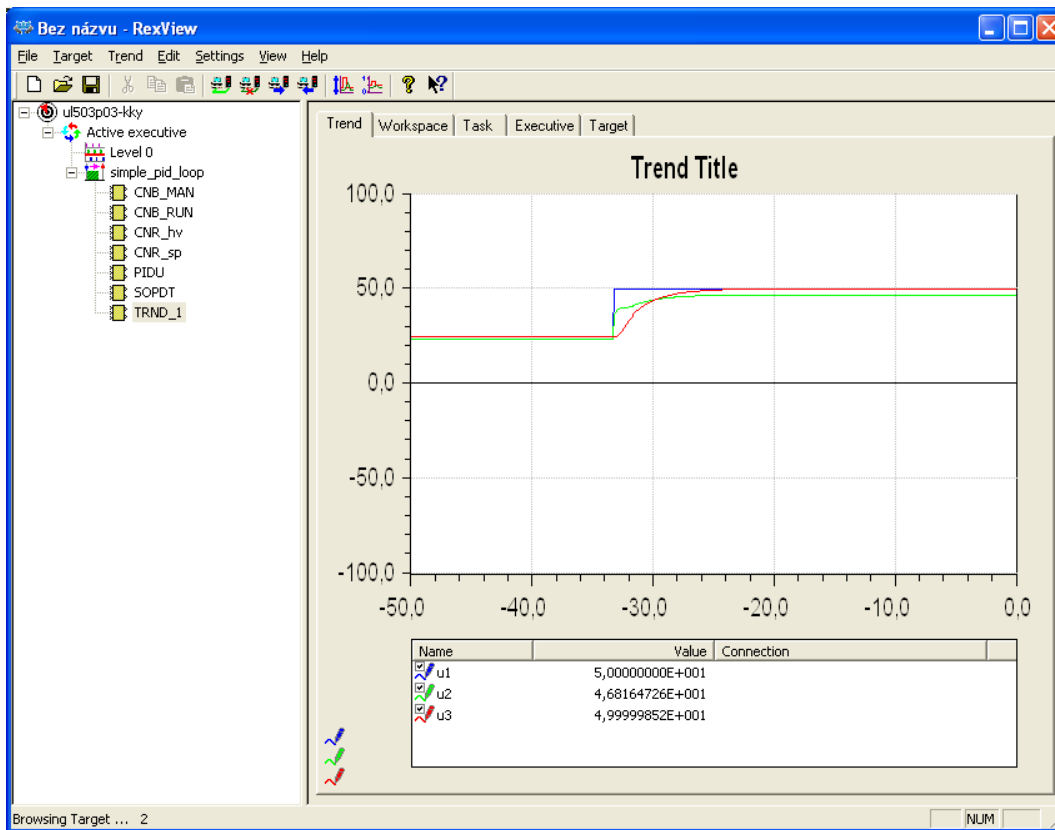 Bez názvu - RexView
File Target Trend Edit Settings View Help
ul503p03-kky
Active executive
Level 0
simple_pid_loop
CNB_MAN
CNB_RUN
CNR_hv
CNR_sp
PIDU
SOPDT
TRND_1
Trend Workspace Task Executive Target
Trend Title
100,0
50,0
0,0
-50,0
-100,0
-50,0 -40,0 -30,0 -20,0 -10,0 0,0
Name Value Connection
u1 5,00000000E+001
u2 4,68164726E+001
u3 4,99999852E+001
Browsing Target ... 2 NUM